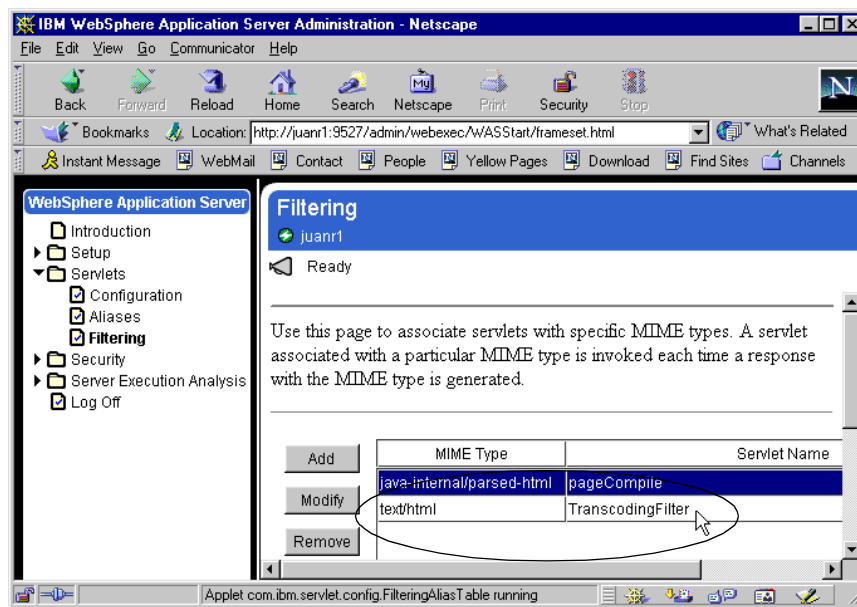 IBM WebSphere Application Server Administration - Netscape
File Edit View Go Communicator Help
Back Forward Reload Home Search Netscape Print Security Stop
My
N
Bookmarks Location: http://juanr1:9527/admin/webexec/WASStart/frameset.html What's Related
Instant Message WebMail Contact People Yellow Pages Download Find Sites Channels
WebSphere Application Server
Introduction
Setup
Servlets
Configuration
Aliases
Filtering
Security
Server Execution Analysis
Log Off
Filtering
juanr1
Ready
Use this page to associate servlets with specific MIME types. A servlet
associated with a particular MIME type is invoked each time a response
with the MIME type is generated.
Add
Modify
Remove
MIME Type Servlet Name
java-internal/parsed-html pageCompile
text/html TranscodingFilter
Applet com.ibm.servlet.config.FilteringAliasTable running